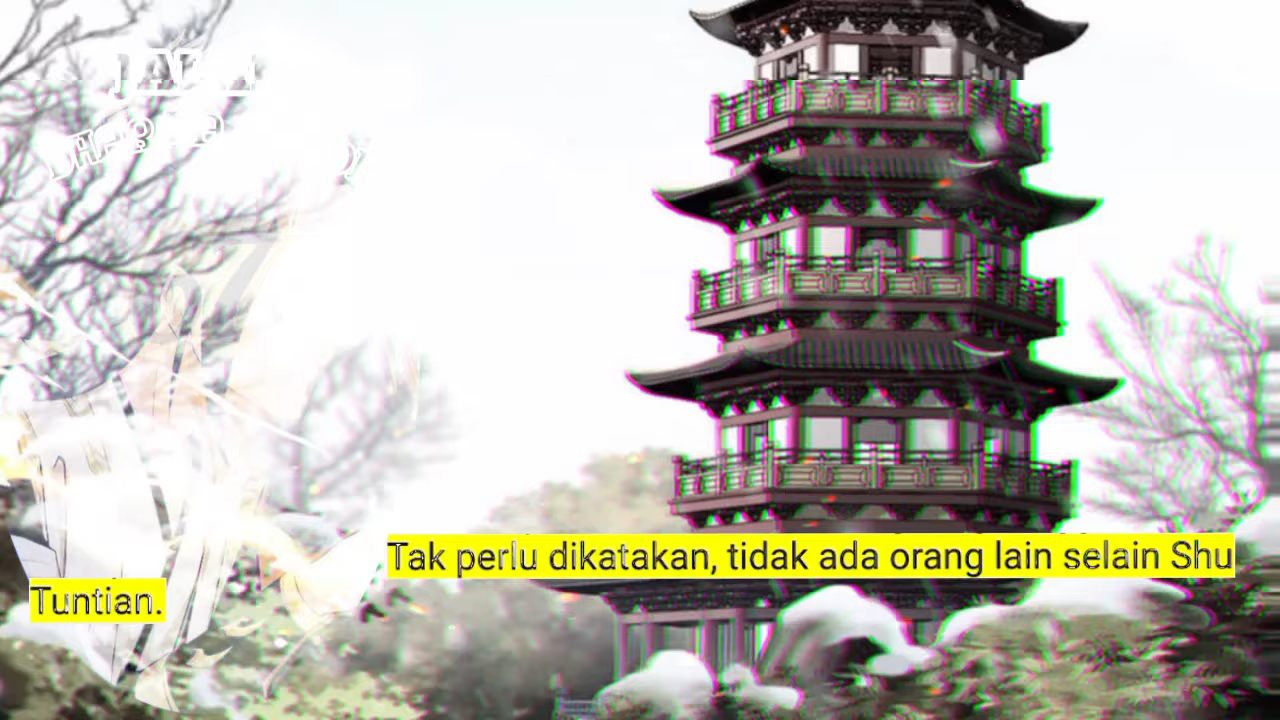 Tak perlu dikatakan, tidak ada orang lain selain Shu
Tuntian.